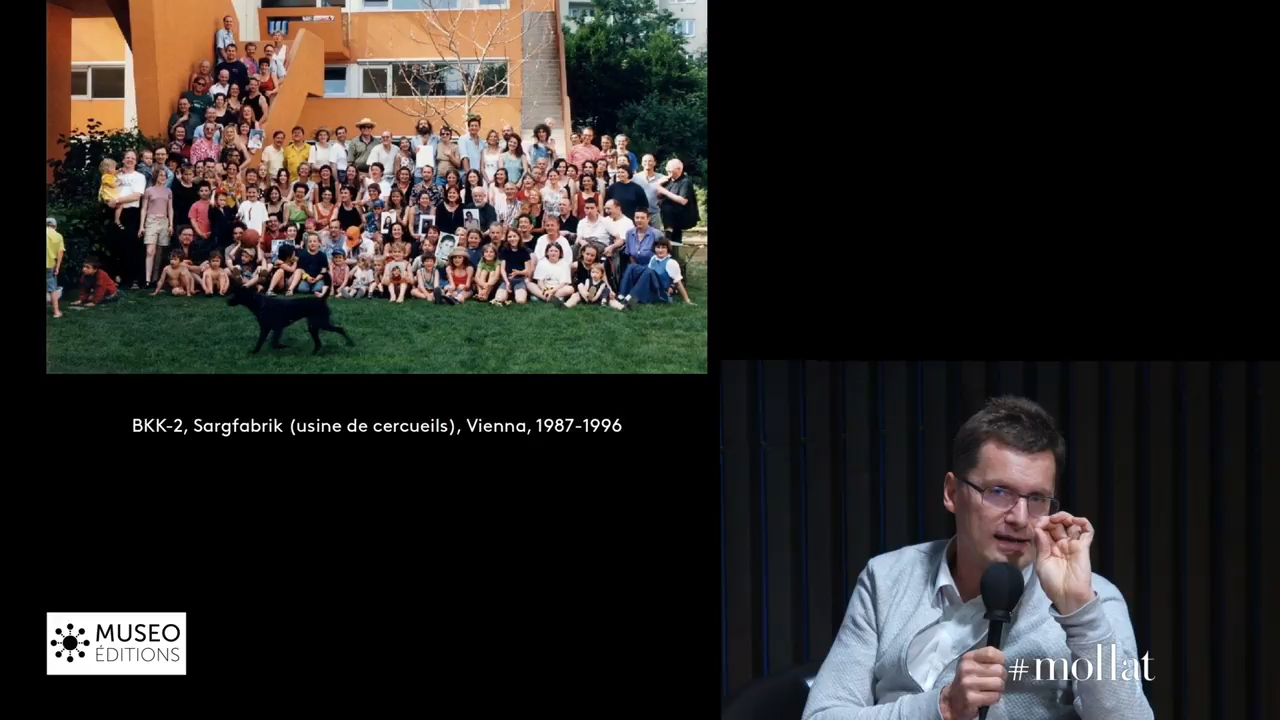 BKK-2, Sargfabrik (usine de cercueils), Vienna, 1987-1996
MUSEO
ÉDITIONS
#mollat